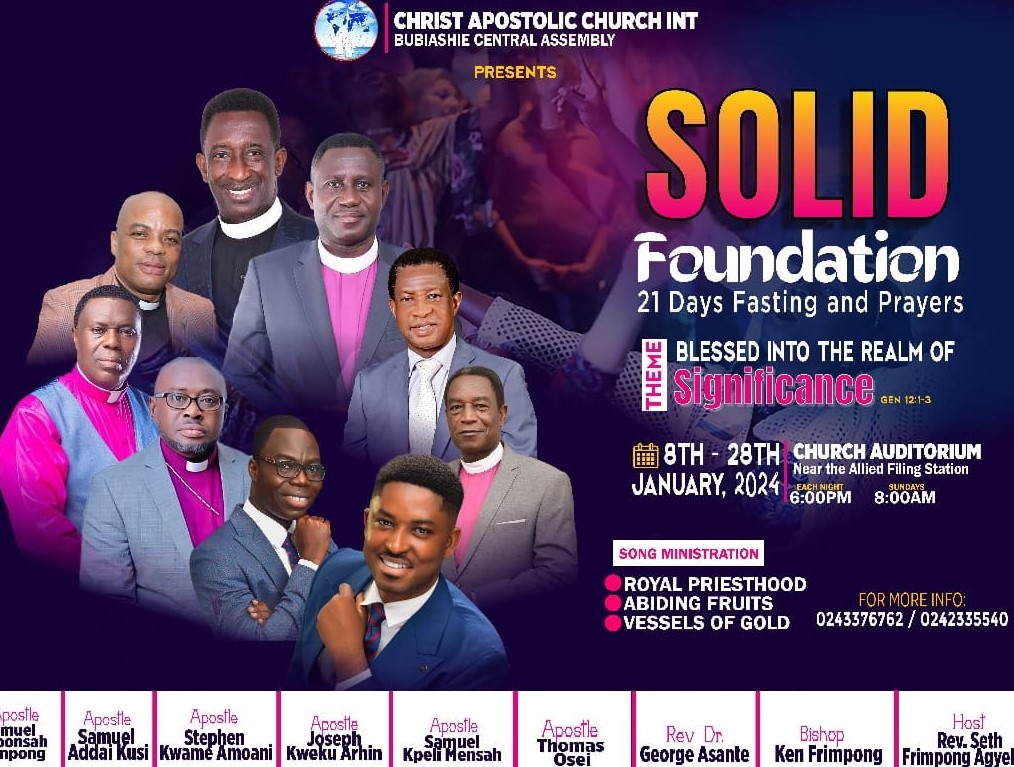 CHRIST APOSTOLIC CHURCH INT
BUBIASHIE CENTRAL ASSEMBLY
PRESENTS
SOLID
Foundation
21 Days Fasting and Prayers
THEME
BLESSED INTO THE REALM OF
Significance GEN 12:1-3
8TH - 28TH
JANUARY, 2024
CHURCH AUDITORIUM
Near the Allied Filing Station
EACH NIGHT SUNDAYS
6:00PM 8:00AM
SONG MINISTRATION
ROYAL PRIESTHOOD
ABIDING FRUITS
VESSELS OF GOLD
FOR MORE INFO:
0243376762 / 0242335540
Apostle
Samuel
Addai Kusi
Apostle
Stephen
Kwame Amoani
Apostle
Joseph
Kweku Arhin
Apostle
Samuel
Kpeli Mensah
Apostle
Thomas
Osei
Rev Dr.
George Asante
Bishop
Ken Frimpong
Host
Rev. Seth
Frimpong